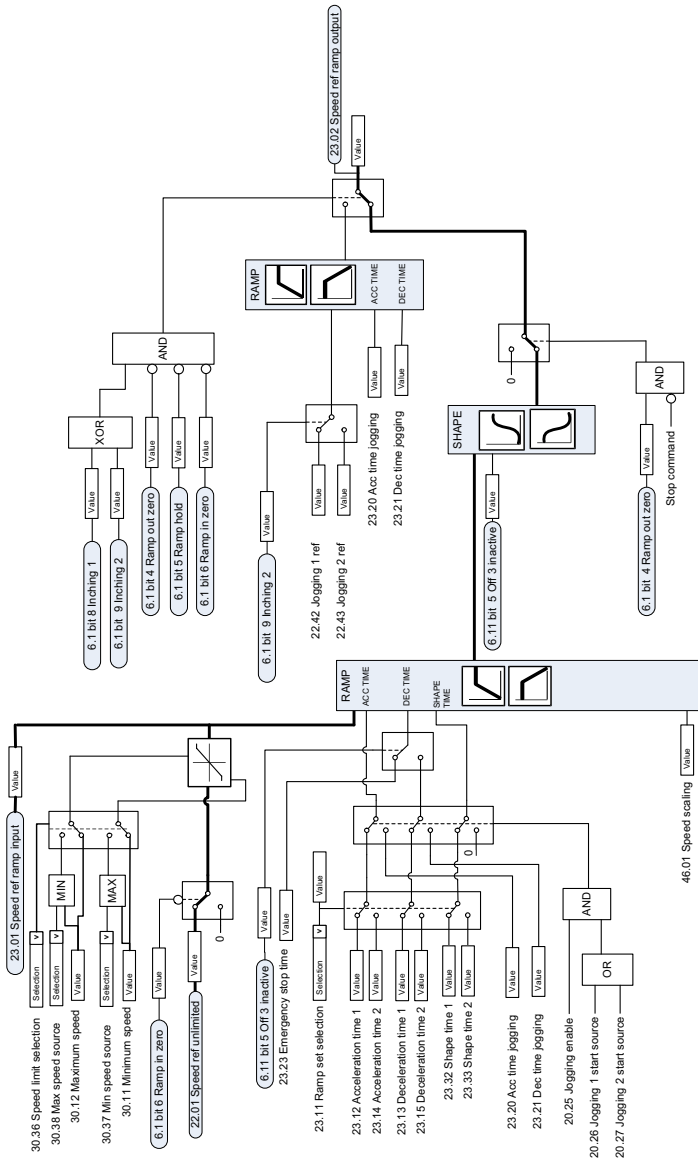 23.01 Speed ref ramp input
Value
30.36 Speed limit selection
Selection
v
30.38 Max speed source
Selection
v
MIN
30.12 Maximum speed
Value
30.37 Min speed source
Selection
v
MAX
30.11 Minimum speed
Value
6.1 bit 6 Ramp in zero
Value
22.01 Speed ref unlimited
Value
0
6.11 bit 5 Off 3 inactive
Value
23.23 Emergency stop time
Value
23.11 Ramp set selection
Selection
v
Value
23.12 Acceleration time 1
Value
23.14 Acceleration time 2
Value
23.13 Deceleration time 1
Value
23.15 Deceleration time 2
Value
23.32 Shape time 1
Value
23.33 Shape time 2
Value
0
23.20 Acc time jogging
Value
23.21 Dec time jogging
Value
20.25 Jogging enable
AND
20.26 Jogging 1 start source
OR
20.27 Jogging 2 start source
RAMP
ACC TIME
DEC TIME
SHAPE
TIME
46.01 Speed scaling
Value
6.1 bit 8 Inching 1
Value
XOR
6.1 bit 9 Inching 2
Value
6.1 bit 4 Ramp out zero
Value
AND
6.1 bit 5 Ramp hold
Value
6.1 bit 6 Ramp in zero
Value
6.1 bit 9 Inching 2
Value
22.42 Jogging 1 ref
Value
22.43 Jogging 2 ref
Value
23.20 Acc time jogging
Value
23.21 Dec time jogging
Value
RAMP
ACC TIME
DEC TIME
SHAPE
6.11 bit 5 Off 3 inactive
Value
0
6.1 bit 4 Ramp out zero
Value
AND
Stop command
23.02 Speed ref ramp output
Value